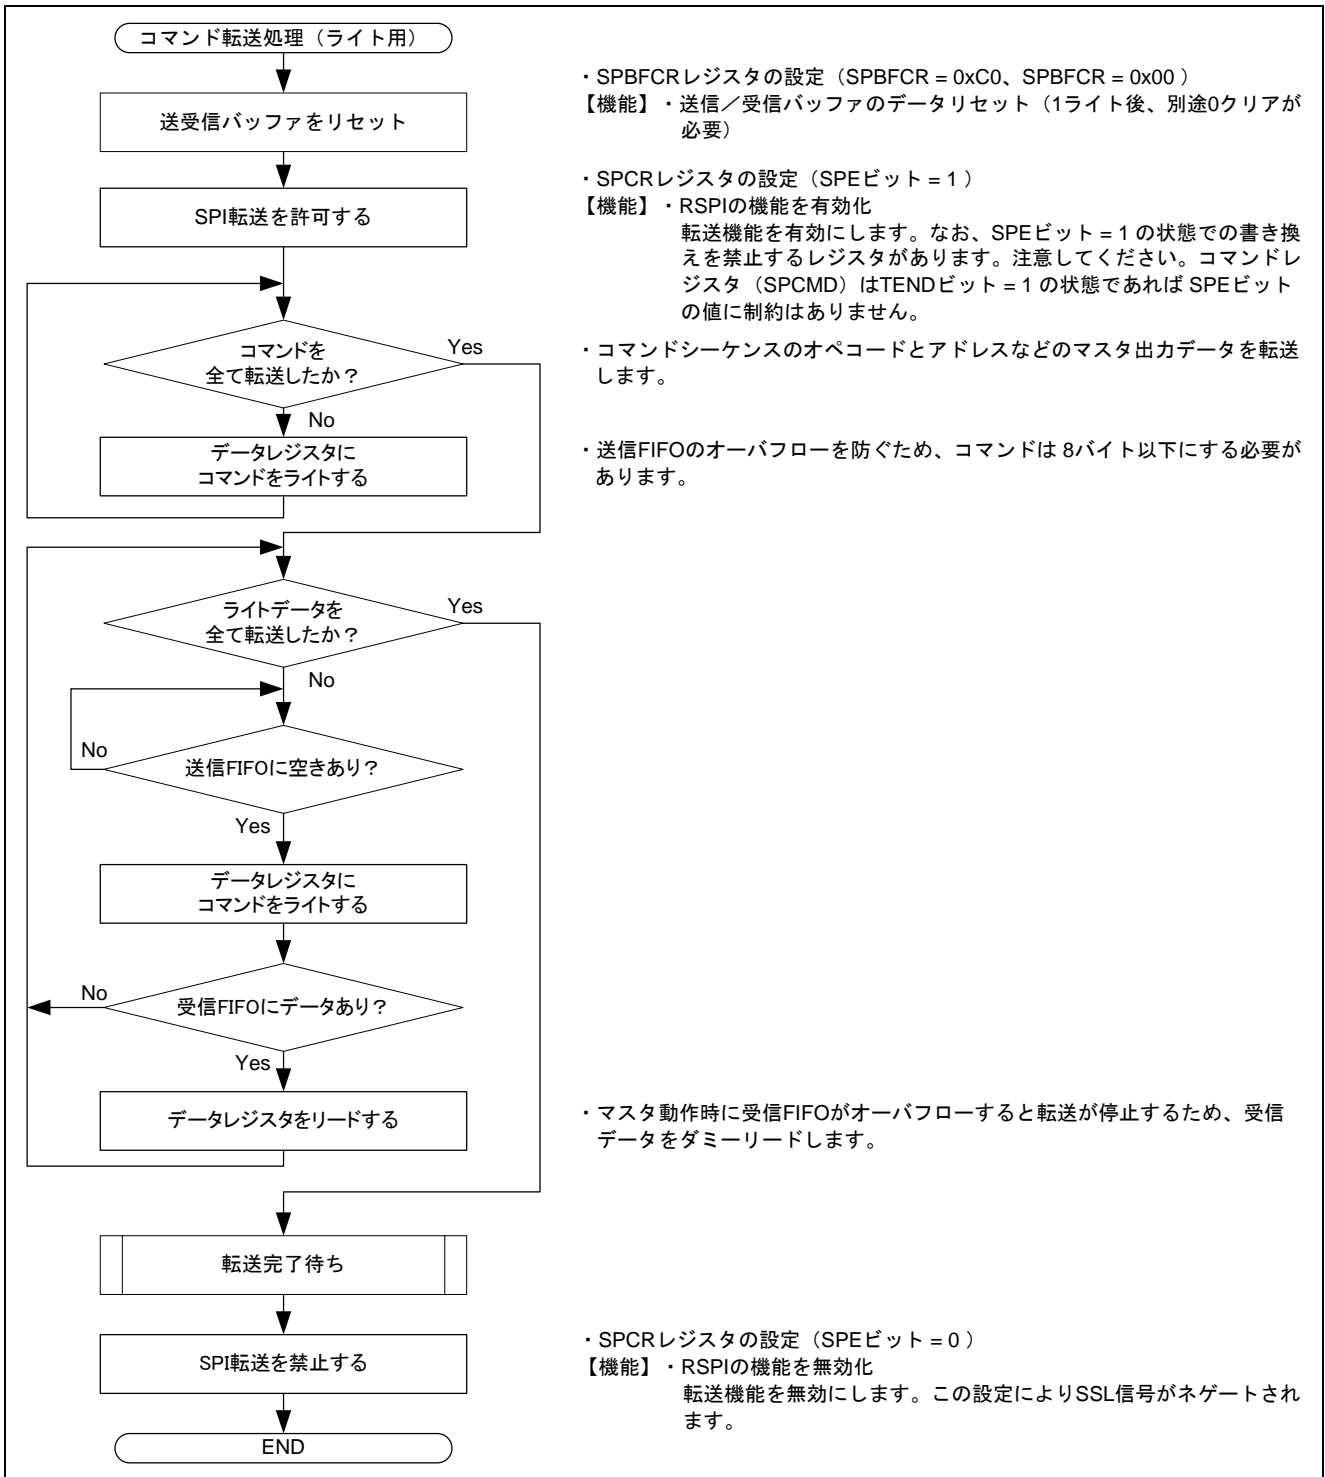 コマンド転送処理（ライト用）
・SPBFCRレジスタの設定（SPBFCR = 0xC0、SPBFCR = 0x00 ）
【機能】・送信／受信バッファのデータリセット（1ライト後、別途0クリアが
必要）
送受信バッファをリセット
・SPCRレジスタの設定（SPEビット = 1 ）
【機能】・RSPIの機能を有効化
転送機能を有効にします。なお、SPEビット = 1 の状態での書き換
えを禁止するレジスタがあります。注意してください。コマンドレ
ジスタ（SPCMD）はTENDビット = 1 の状態であれば SPEビット
の値に制約はありません。
SPI転送を許可する
コマンドを
全て転送したか？
Yes
No
・コマンドシーケンスのオペコードとアドレスなどのマスタ出力データを転送
します。
データレジスタに
コマンドをライトする
・送信FIFOのオーバフローを防ぐため、コマンドは 8バイト以下にする必要が
あります。
ライトデータを
全て転送したか？
Yes
No
送信FIFOに空きあり？
No
Yes
データレジスタに
コマンドをライトする
受信FIFOにデータあり？
No
Yes
データレジスタをリードする
・マスタ動作時に受信FIFOがオーバフローすると転送が停止するため、受信
データをダミーリードします。
転送完了待ち
SPI転送を禁止する
・SPCRレジスタの設定（SPEビット = 0 ）
【機能】・RSPIの機能を無効化
転送機能を無効にします。この設定によりSSL信号がネゲートされ
ます。
END